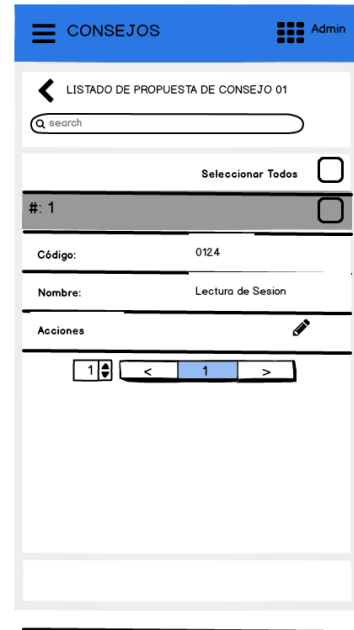 CONSEJOS Admin
LISTADO DE PROPUESTA DE CONSEJO 01
search
Seleccionar Todos
#: 1
Código: 0124
Nombre: Lectura de Sesion
Acciones
1 < 1 >